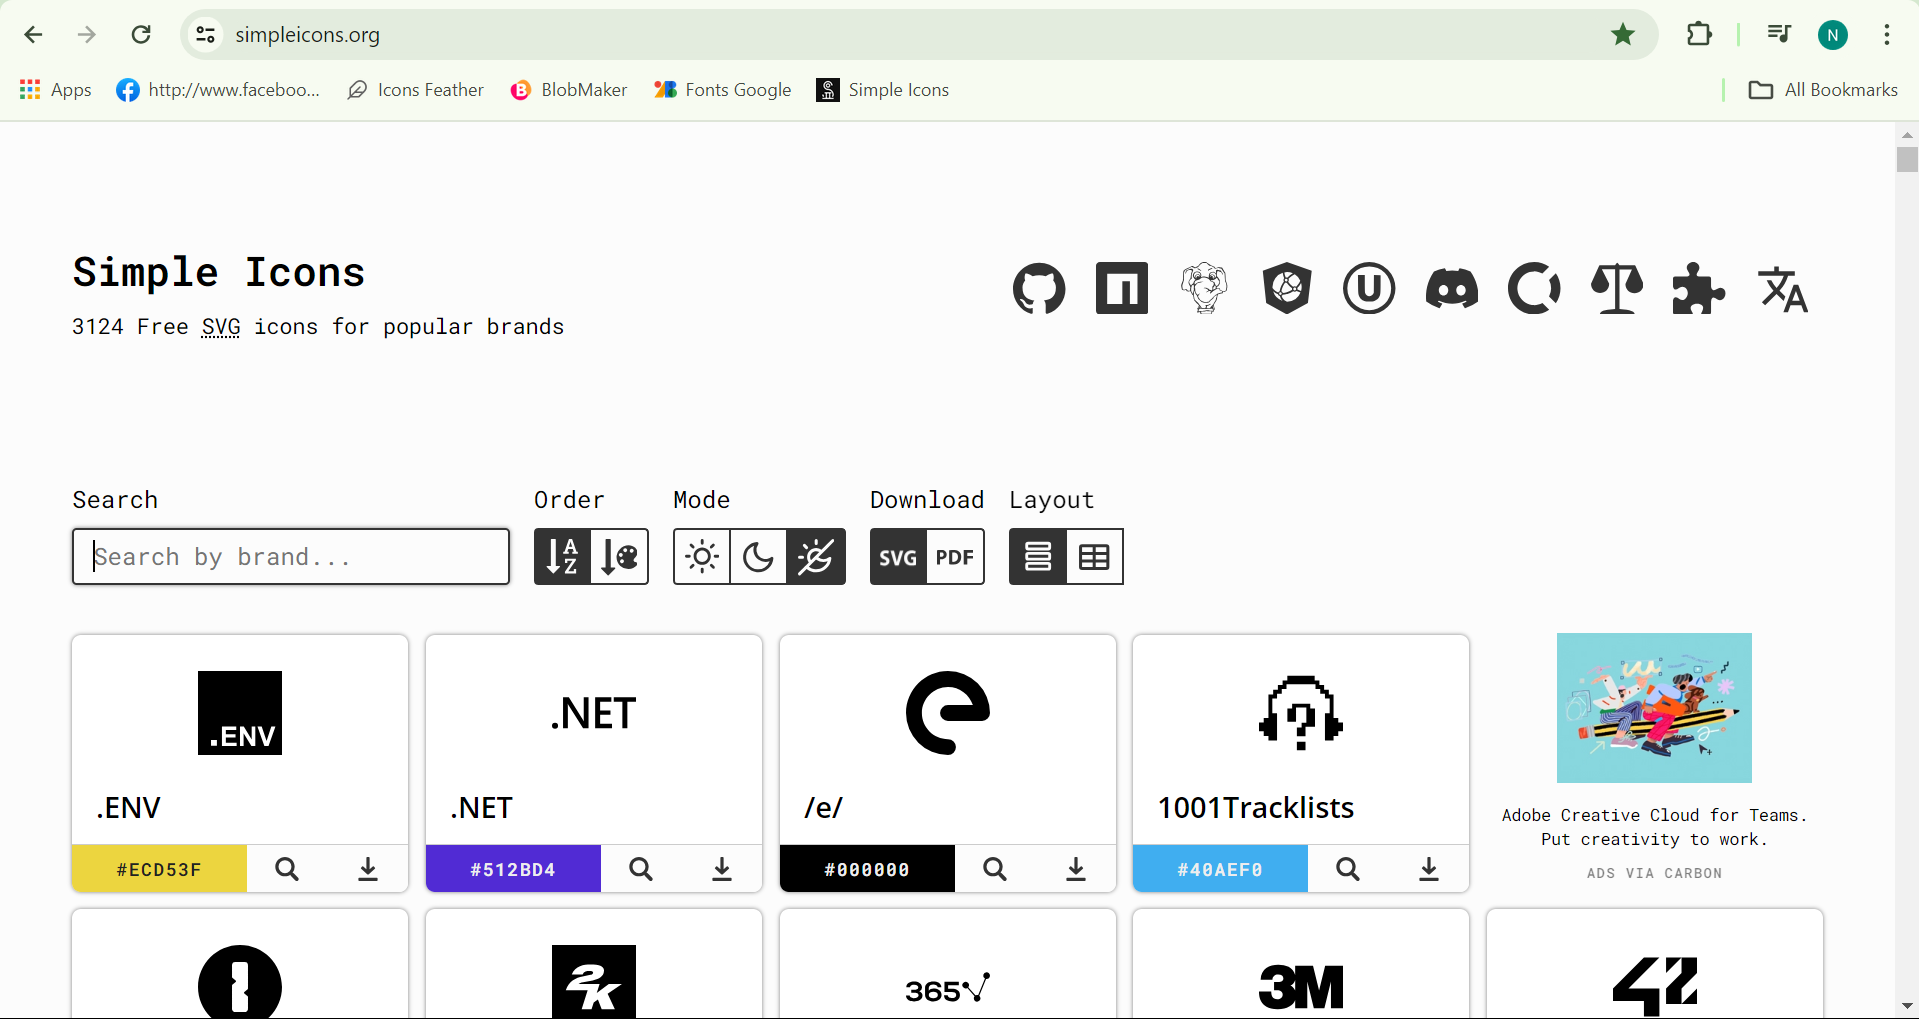 simpleicons.org
N
Apps
http://www.faceboo...
Icons Feather
BlobMaker
Fonts Google
Simple Icons
All Bookmarks
Simple Icons
3124 Free SVG icons for popular brands
Search
Order
Mode
Download
Layout
Search by brand...
SVG
PDF
.ENV
.NET
.ENV
.NET
/e/
1001Tracklists
Adobe Creative Cloud for Teams.
Put creativity to work.
ADS VIA CARBON
#ECD53F
#512BD4
#000000
#40AEF0
2K
365
3M
42